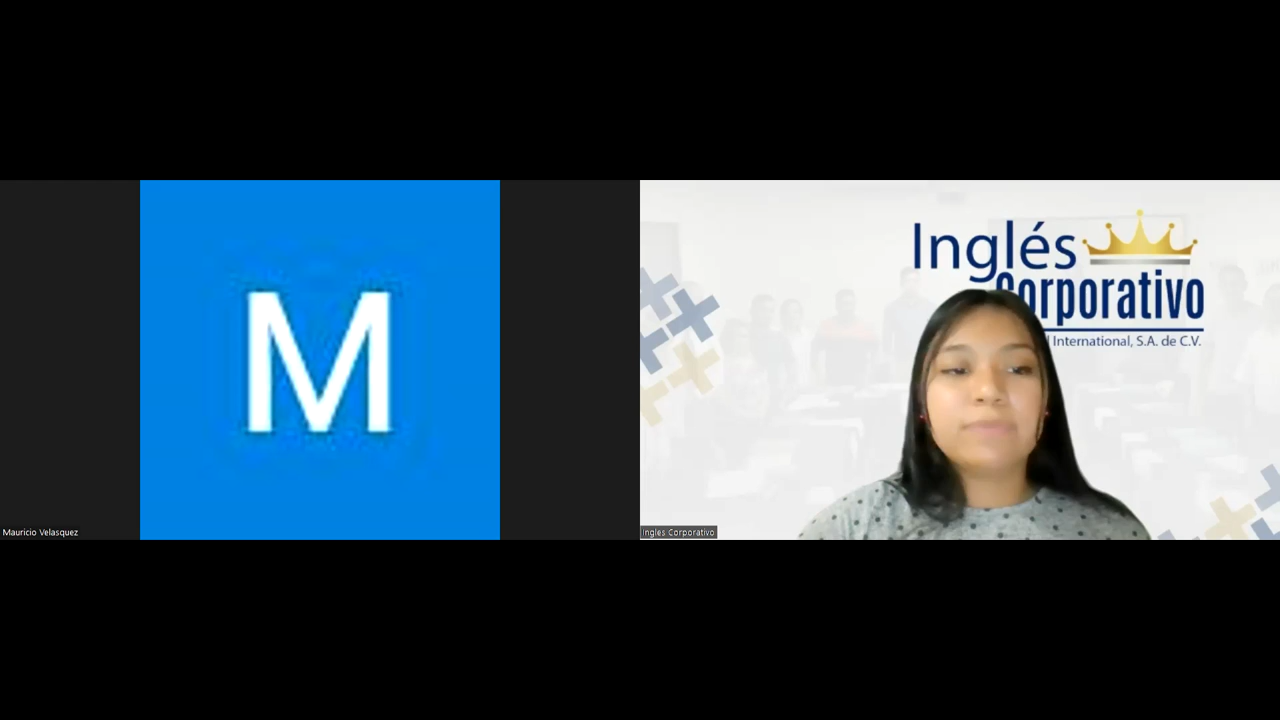 M
Mauricio Velasquez
Inglés
Corporativo
International, S.A. de C.V.
Ingles Corporativo